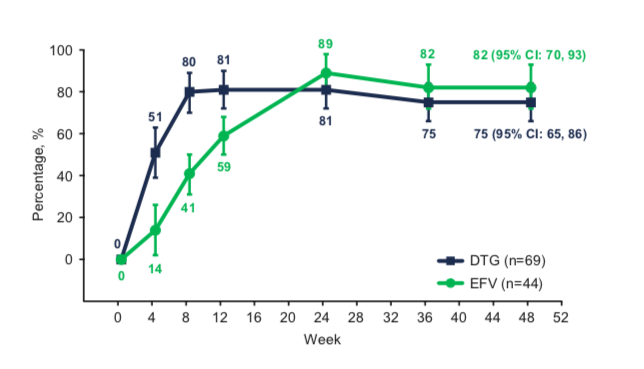 89
82
82 (95% CI: 70, 93)
80
81
51
59
81
75
75 (95% CI: 65, 86)
41
14
0
0
100
80
60
40
20
0
Percentage, %
DTG (n=69)
EFV (n=44)
0 4 8 12 16 20 24 28 32 36 40 44 48 52
Week